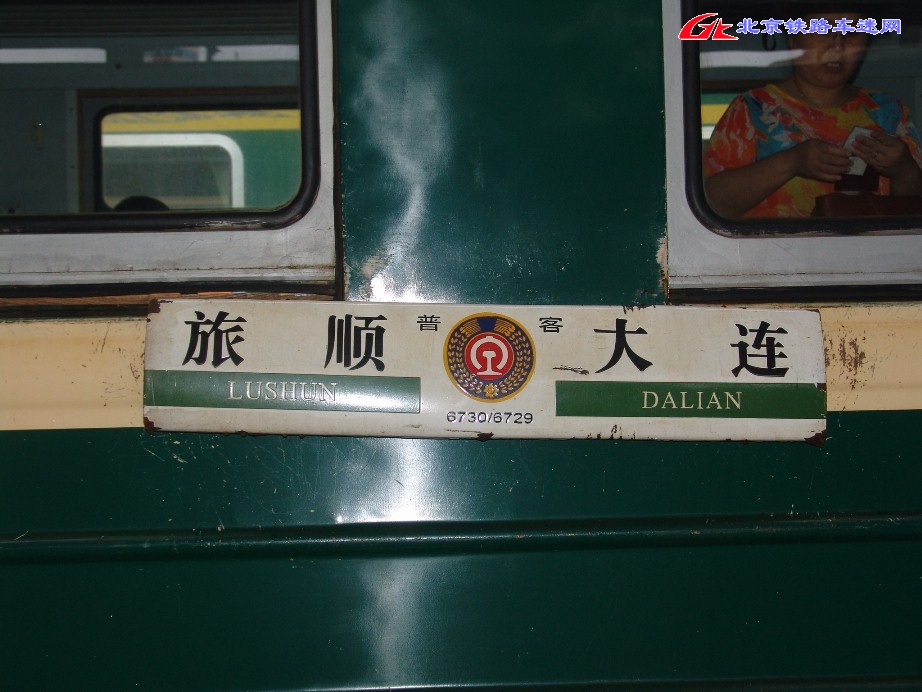 北京铁路车迷网
旅 顺 普 客 大 连
LUSHUN DALIAN
6730/6729